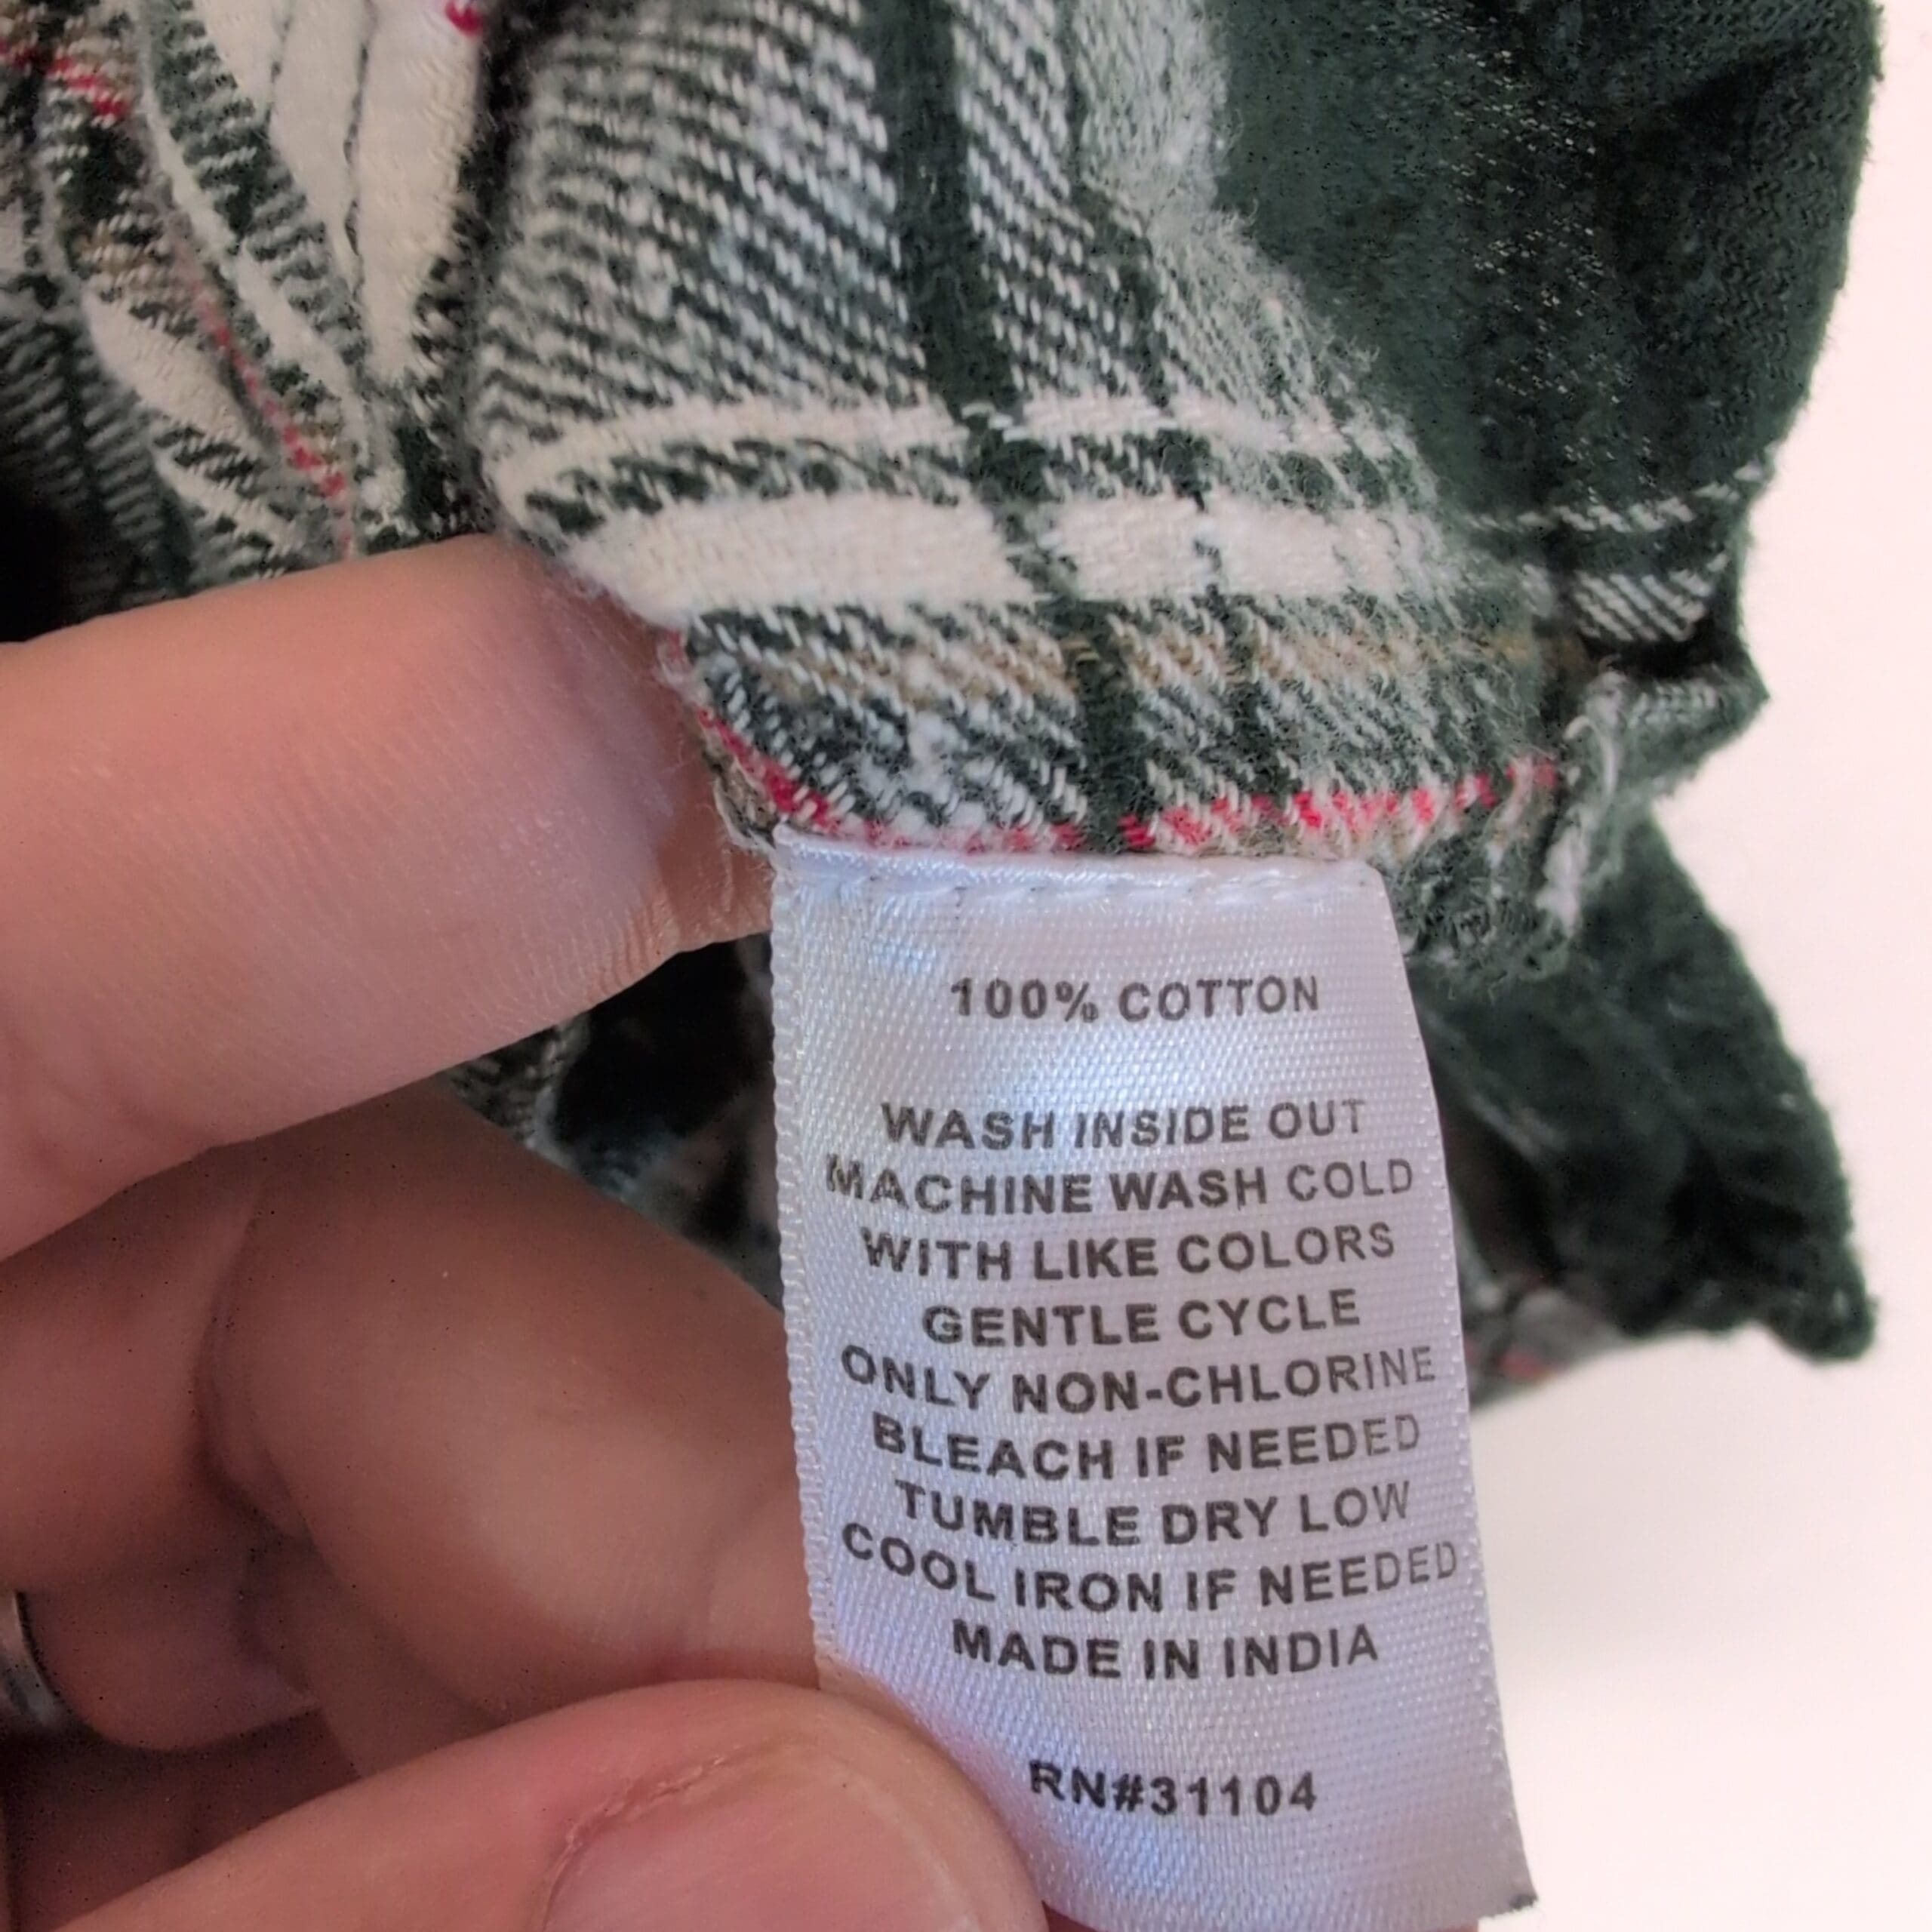 100% COTTON
WASH INSIDE OUT
MACHINE WASH COLD
WITH LIKE COLORS
GENTLE CYCLE
ONLY NON-CHLORINE
BLEACH IF NEEDED
TUMBLE DRY LOW
COOL IRON IF NEEDED
MADE IN INDIA
RN#31104